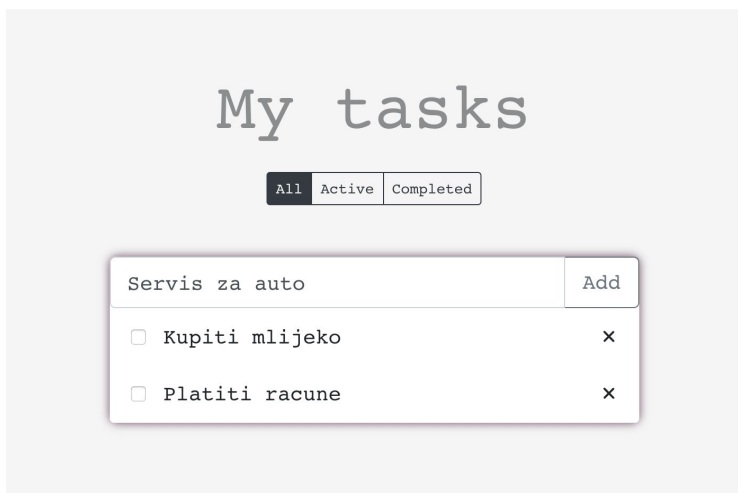 My tasks
All Active Completed
Servis za auto Add
Kupiti mlijeko ×
Platiti racune ×